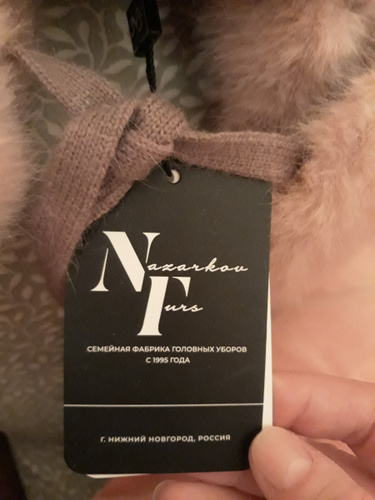 Nazarkov
Furs
СЕМЕЙНАЯ ФАБРИКА ГОЛОВНЫХ УБОРОВ
С 1995 ГОДА
Г. НИЖНИЙ НОВГОРОД, РОССИЯ